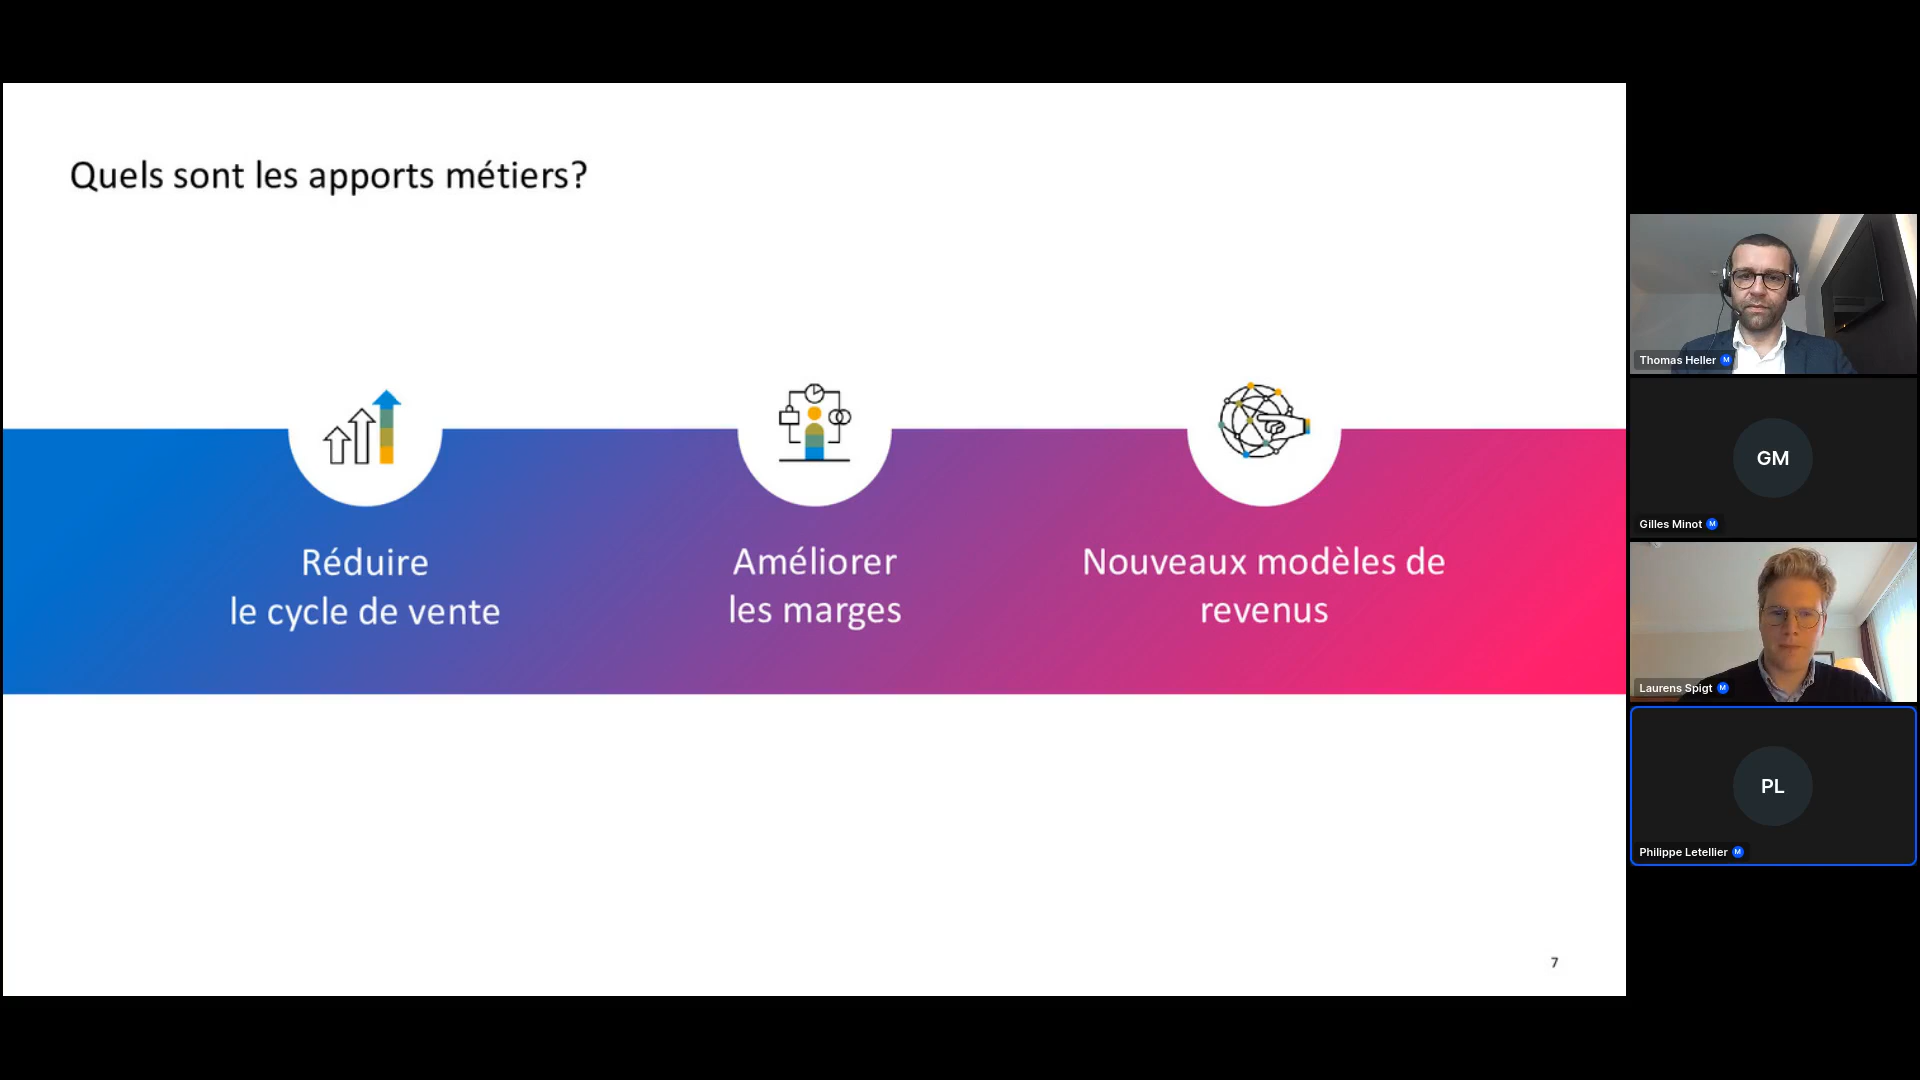 Quels sont les apports métiers?
Réduire
le cycle de vente
Améliorer
les marges
Nouveaux modèles de
revenus
7
Thomas Heller M
GM
Gilles Minot M
Laurens Spigt M
PL
Philippe Letellier M